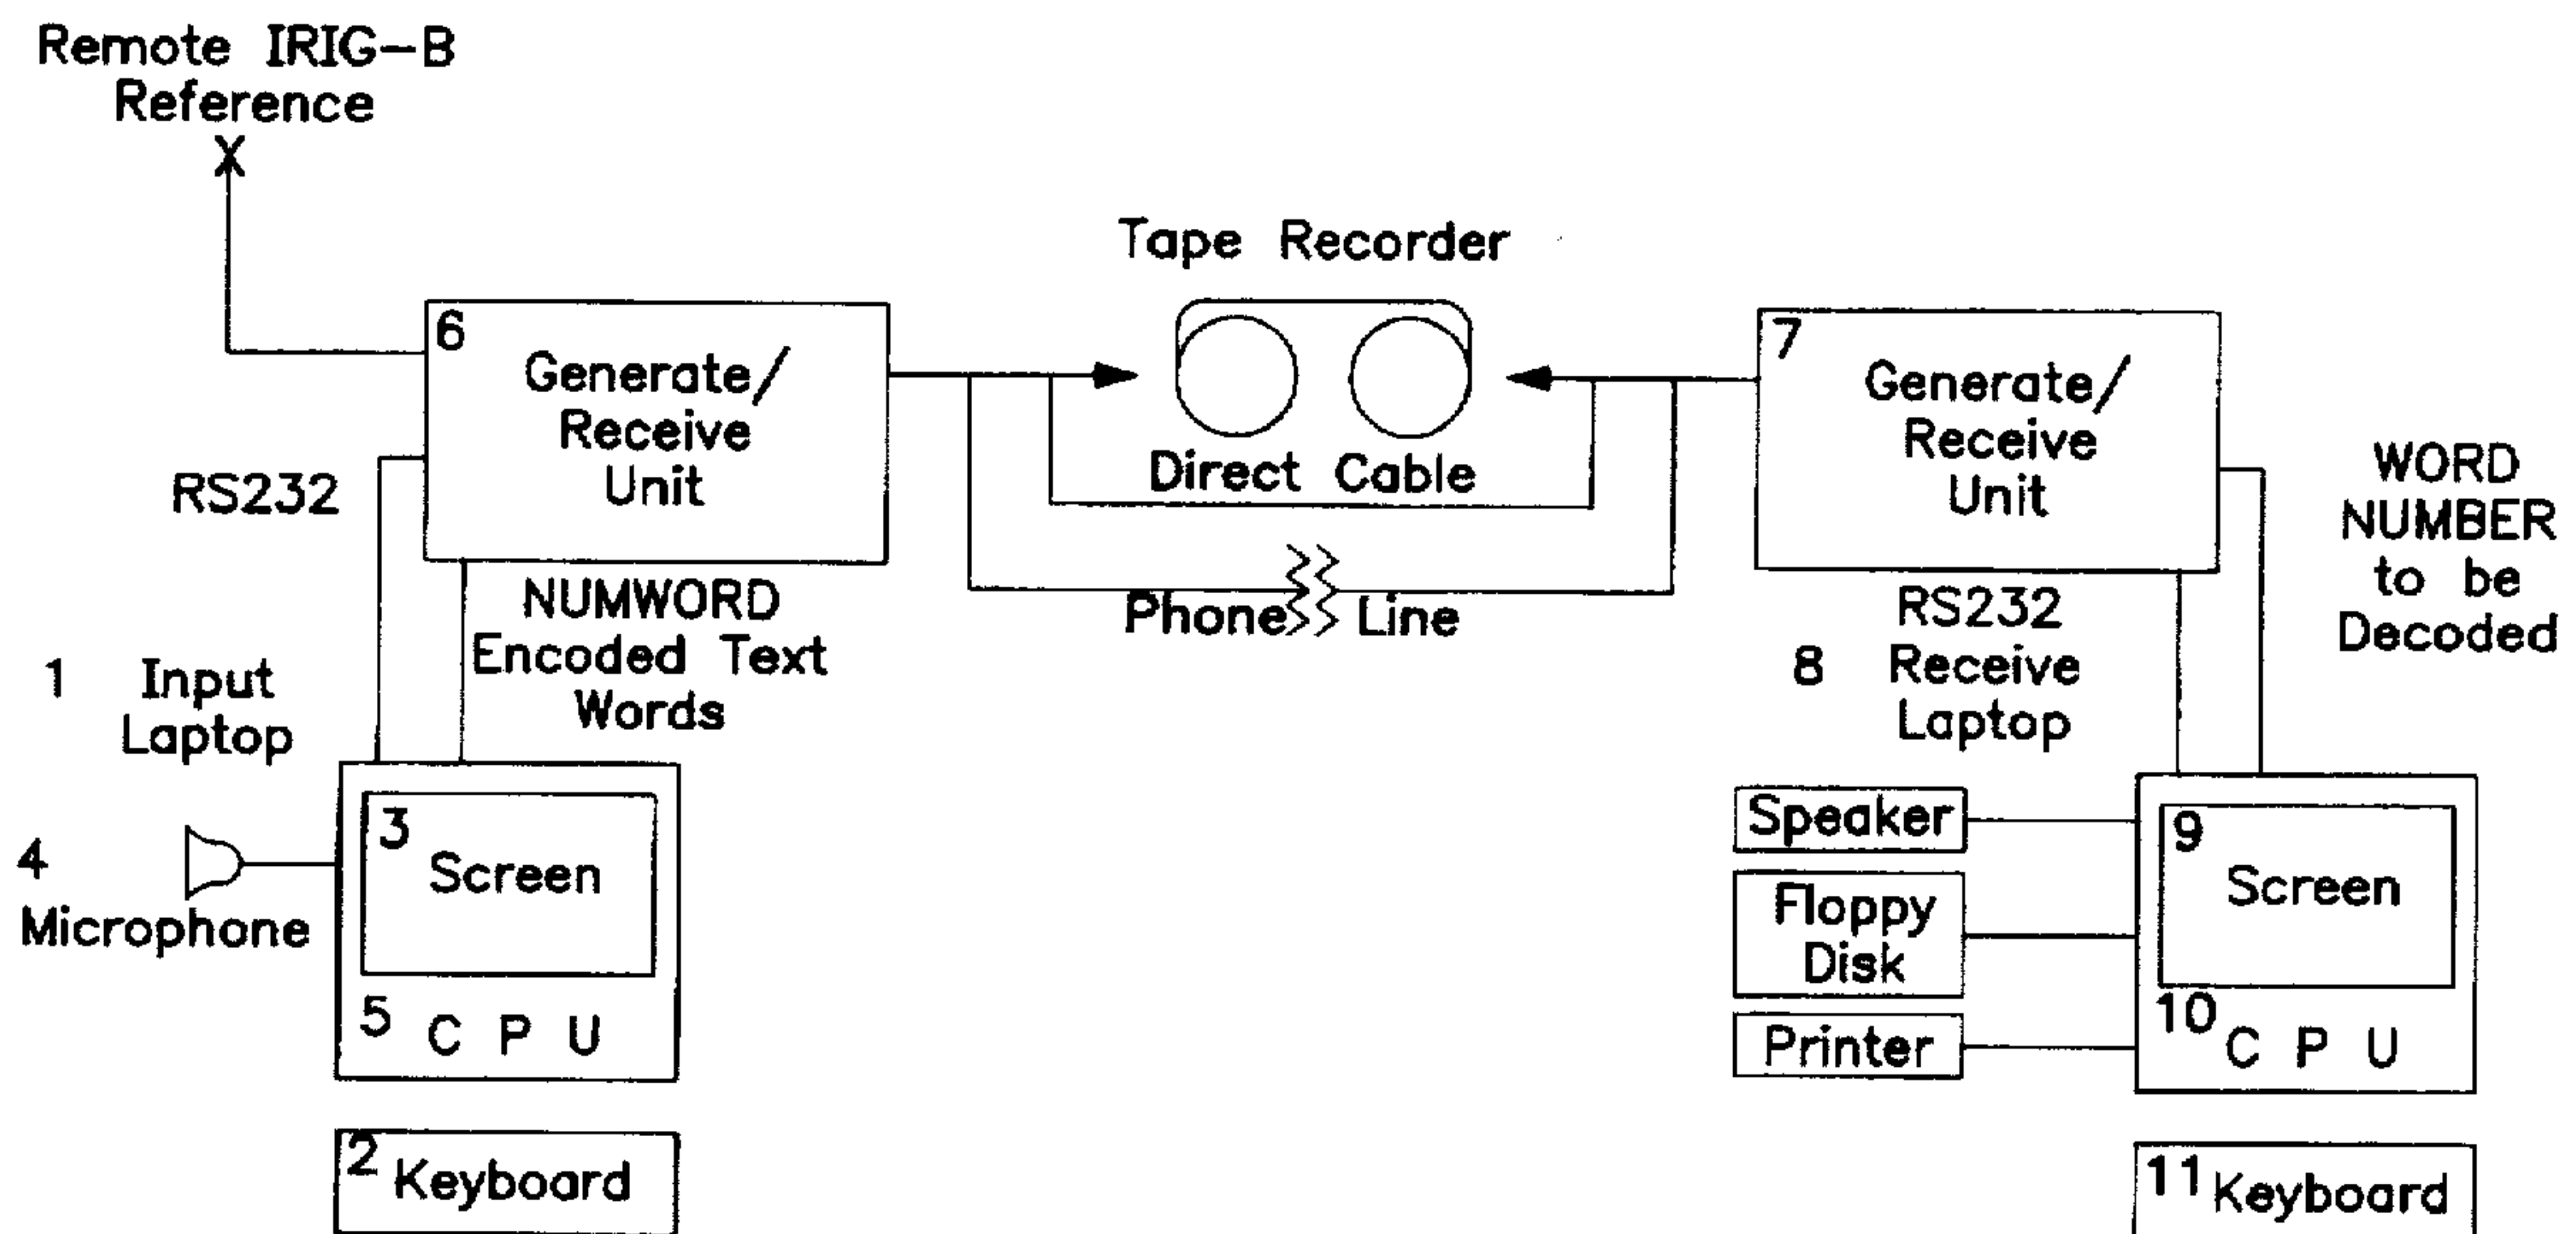 Remote IRIG-B
Reference
X
Tape Recorder
6
Generate/
Receive
Unit
7
Generate/
Receive
Unit
Direct Cable
Phone Line
RS232
NUMWORD
Encoded Text
Words
WORD
NUMBER
to be
Decoded
1 Input
Laptop
RS232
8 Receive
Laptop
4
Microphone
3
Screen
5 C P U
2 Keyboard
Speaker
Floppy
Disk
Printer
9
Screen
10 C P U
11 Keyboard